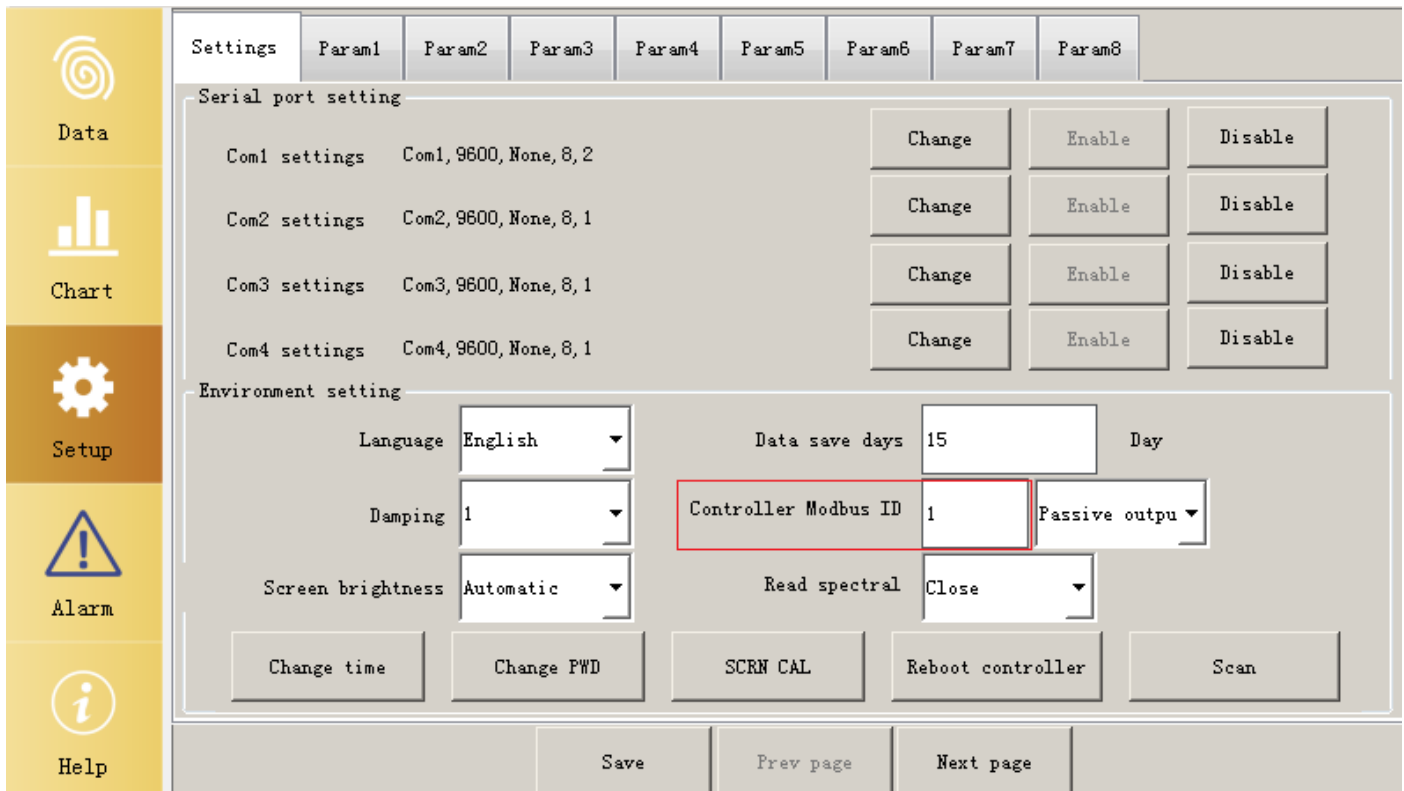 Settings Param1 Param2 Param3 Param4 Param5 Param6 Param7 Param8
Data
Chart
Setup
Alarm
Help
Serial port setting
Com1 settings Com1, 9600, None, 8, 2 Change Enable Disable
Com2 settings Com2, 9600, None, 8, 1 Change Enable Disable
Com3 settings Com3, 9600, None, 8, 1 Change Enable Disable
Com4 settings Com4, 9600, None, 8, 1 Change Enable Disable
Environment setting
Language English Data save days 15 Day
Damping 1 Controller Modbus ID 1 Passive outpu
Screen brightness Automatic Read spectral Close
Change time Change PWD SCRN CAL Reboot controller Scan
Save Prev page Next page